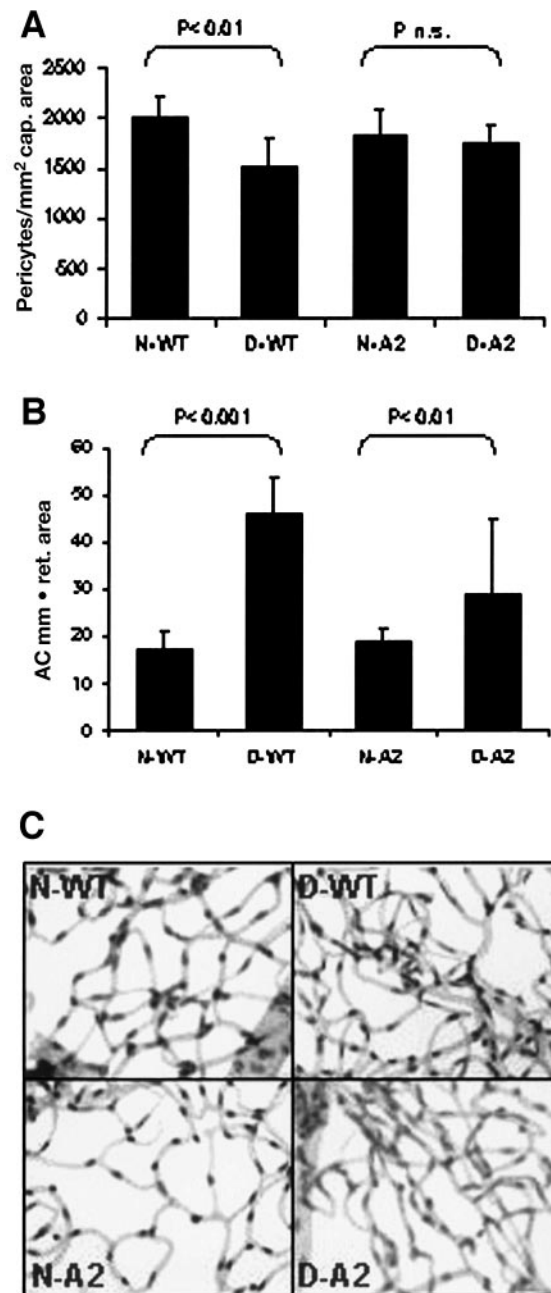 A
P<0.01 P n.s.
Pericytes/mm² cap. area
2500
2000
1500
1000
500
0
N•WT D•WT N•A2 D•A2
B
P<0.001 P<0.01
AC mm • ret. area
60
50
40
30
20
10
0
N-WT D-WT N-A2 D-A2
C
N-WT D-WT
N-A2 D-A2